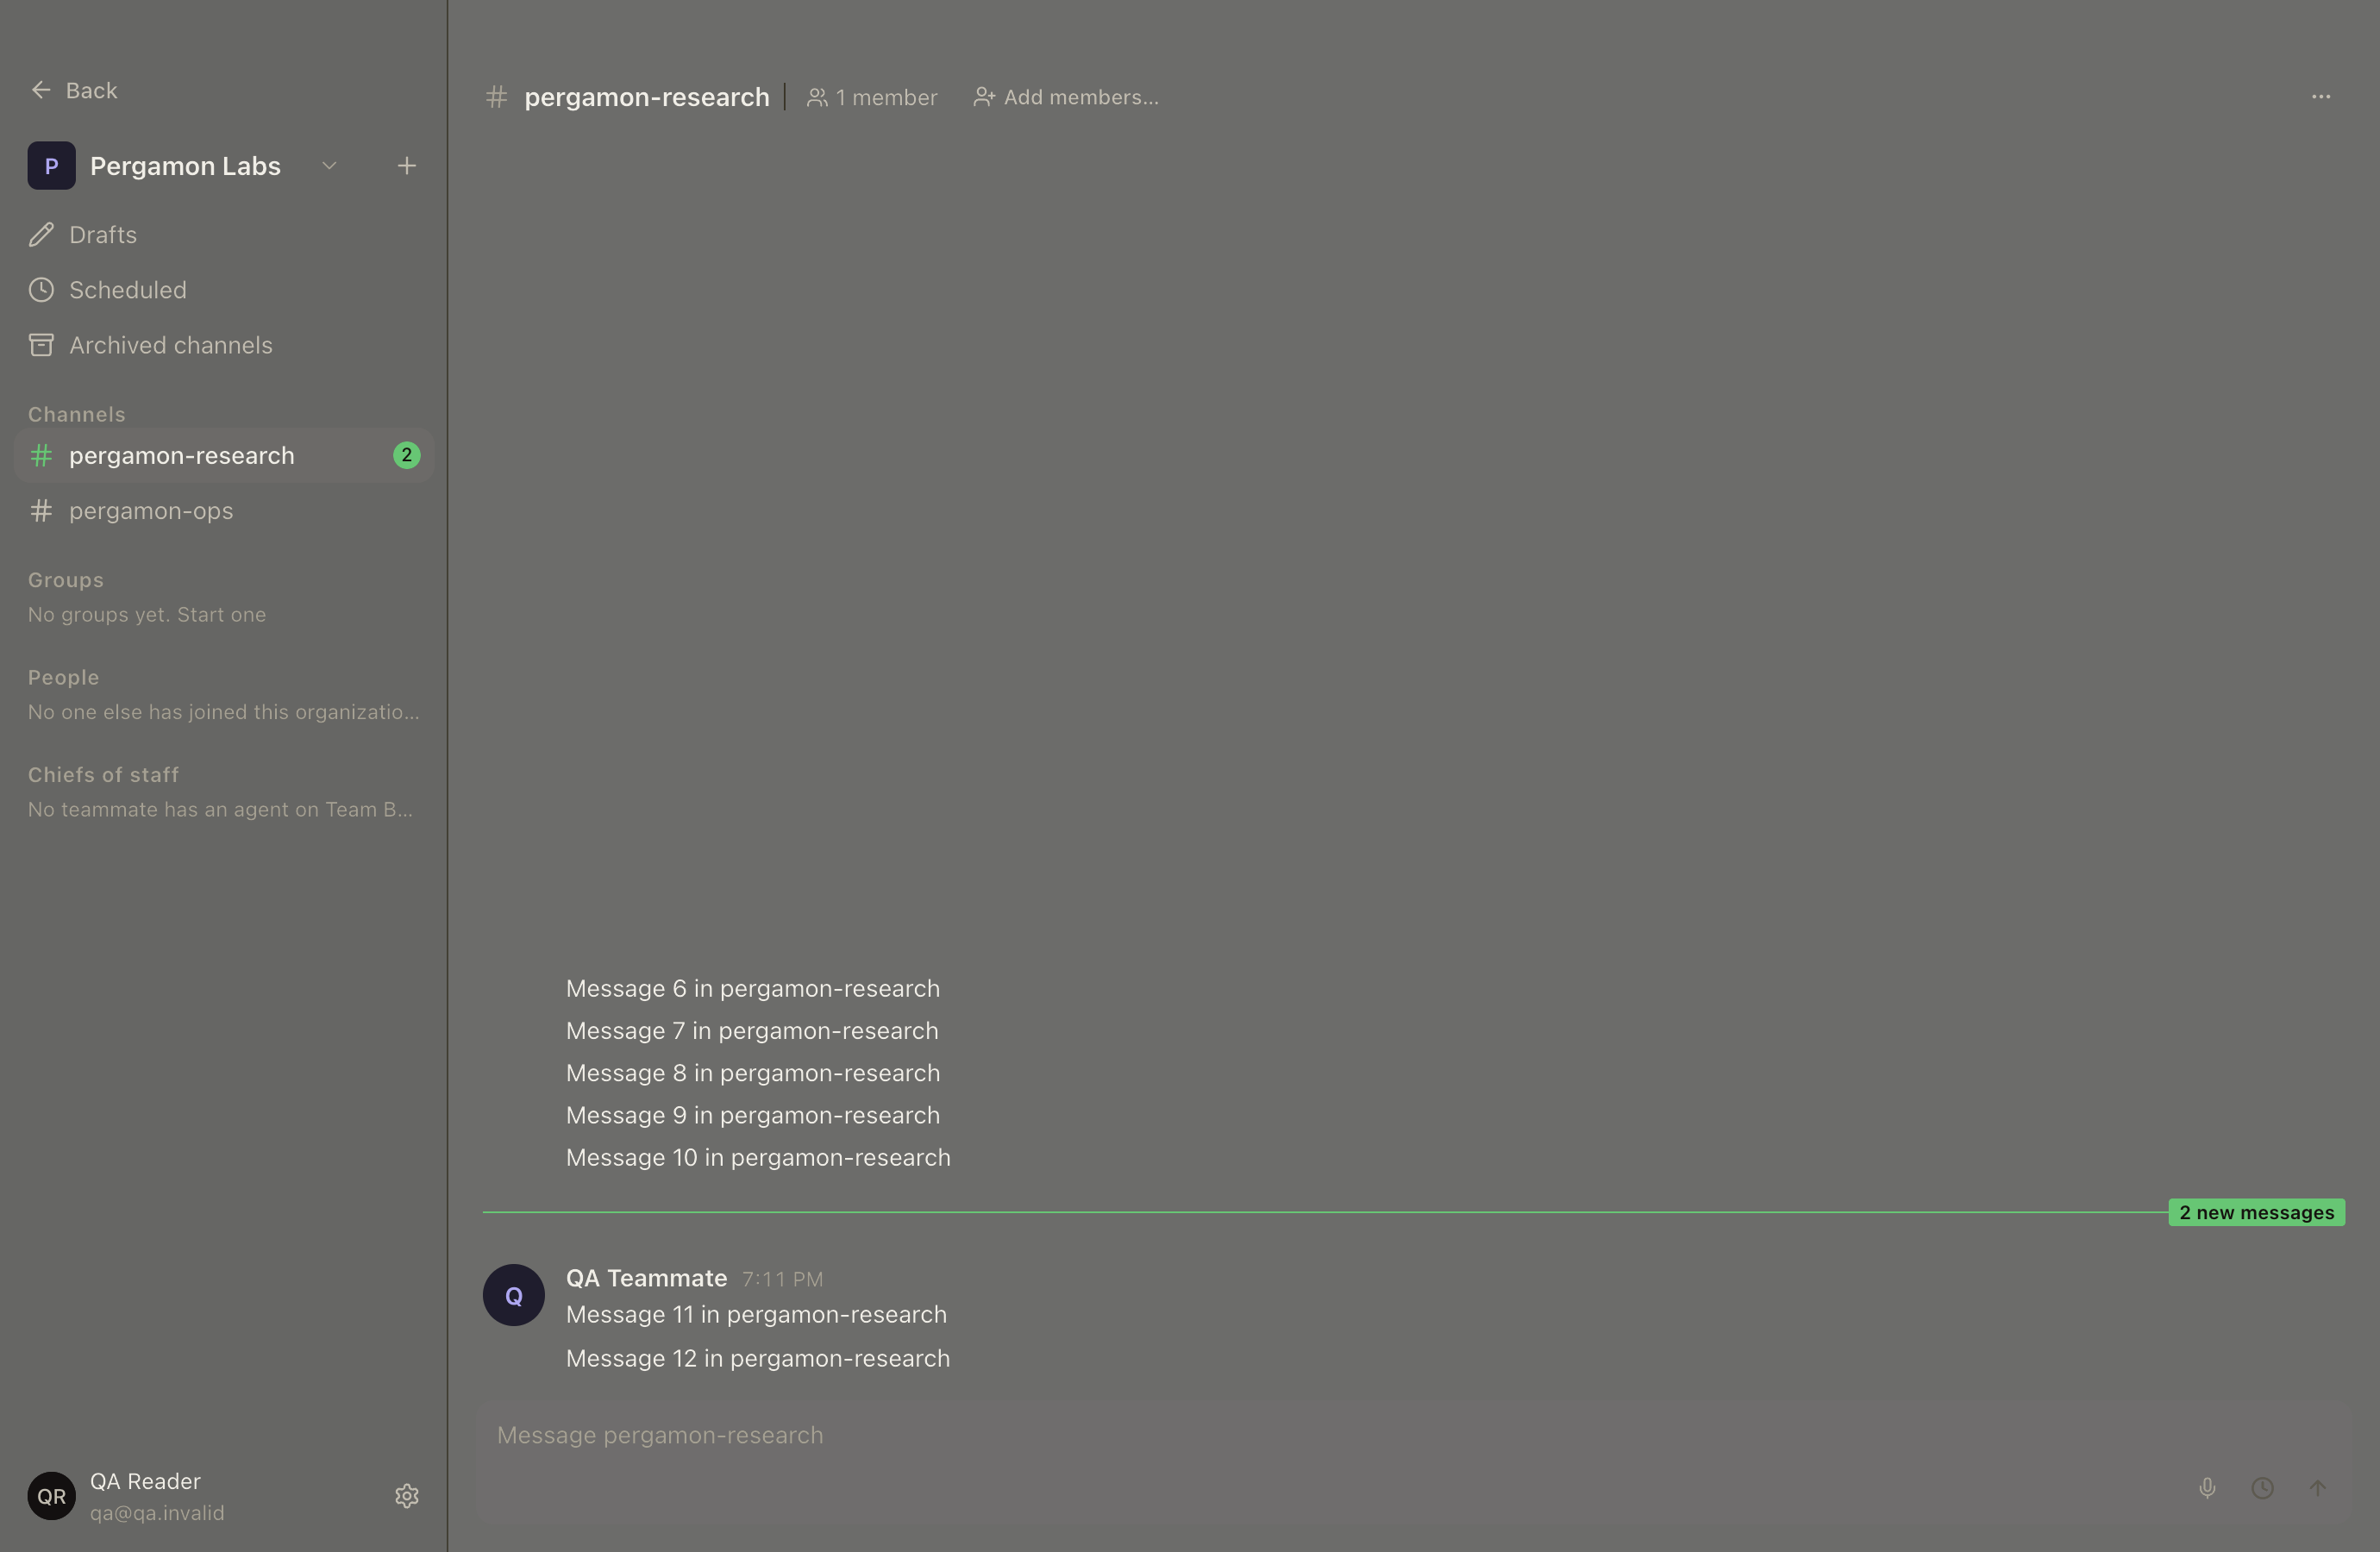 Back
P
Pergamon Labs
Drafts
Scheduled
Archived channels
Channels
pergamon-research
2
pergamon-ops
Groups
No groups yet. Start one
People
No one else has joined this organizatio...
Chiefs of staff
No teammate has an agent on Team B...
QR
QA Reader
qa@qa.invalid
# pergamon-research
1 member
Add members...
Message 6 in pergamon-research
Message 7 in pergamon-research
Message 8 in pergamon-research
Message 9 in pergamon-research
Message 10 in pergamon-research
2 new messages
Q
QA Teammate 7:11 PM
Message 11 in pergamon-research
Message 12 in pergamon-research
Message pergamon-research